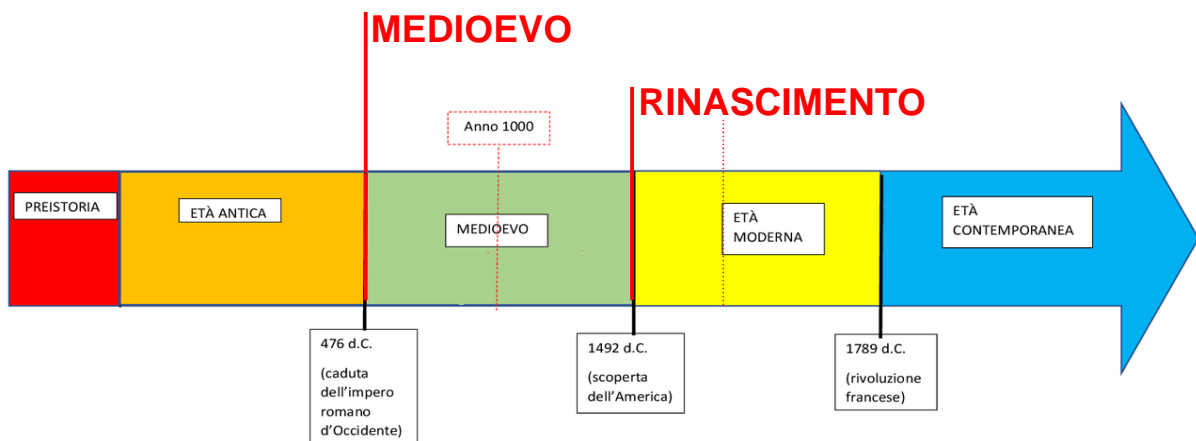 MEDIOEVO
RINASCIMENTO
Anno 1000
PREISTORIA
ETÀ ANTICA
MEDIOEVO
ETÀ
MODERNA
ETÀ
CONTEMPORANEA
476 d.C.
(caduta
dell’impero
romano
d’Occidente)
1492 d.C.
(scoperta
dell’America)
1789 d.C.
(rivoluzione
francese)